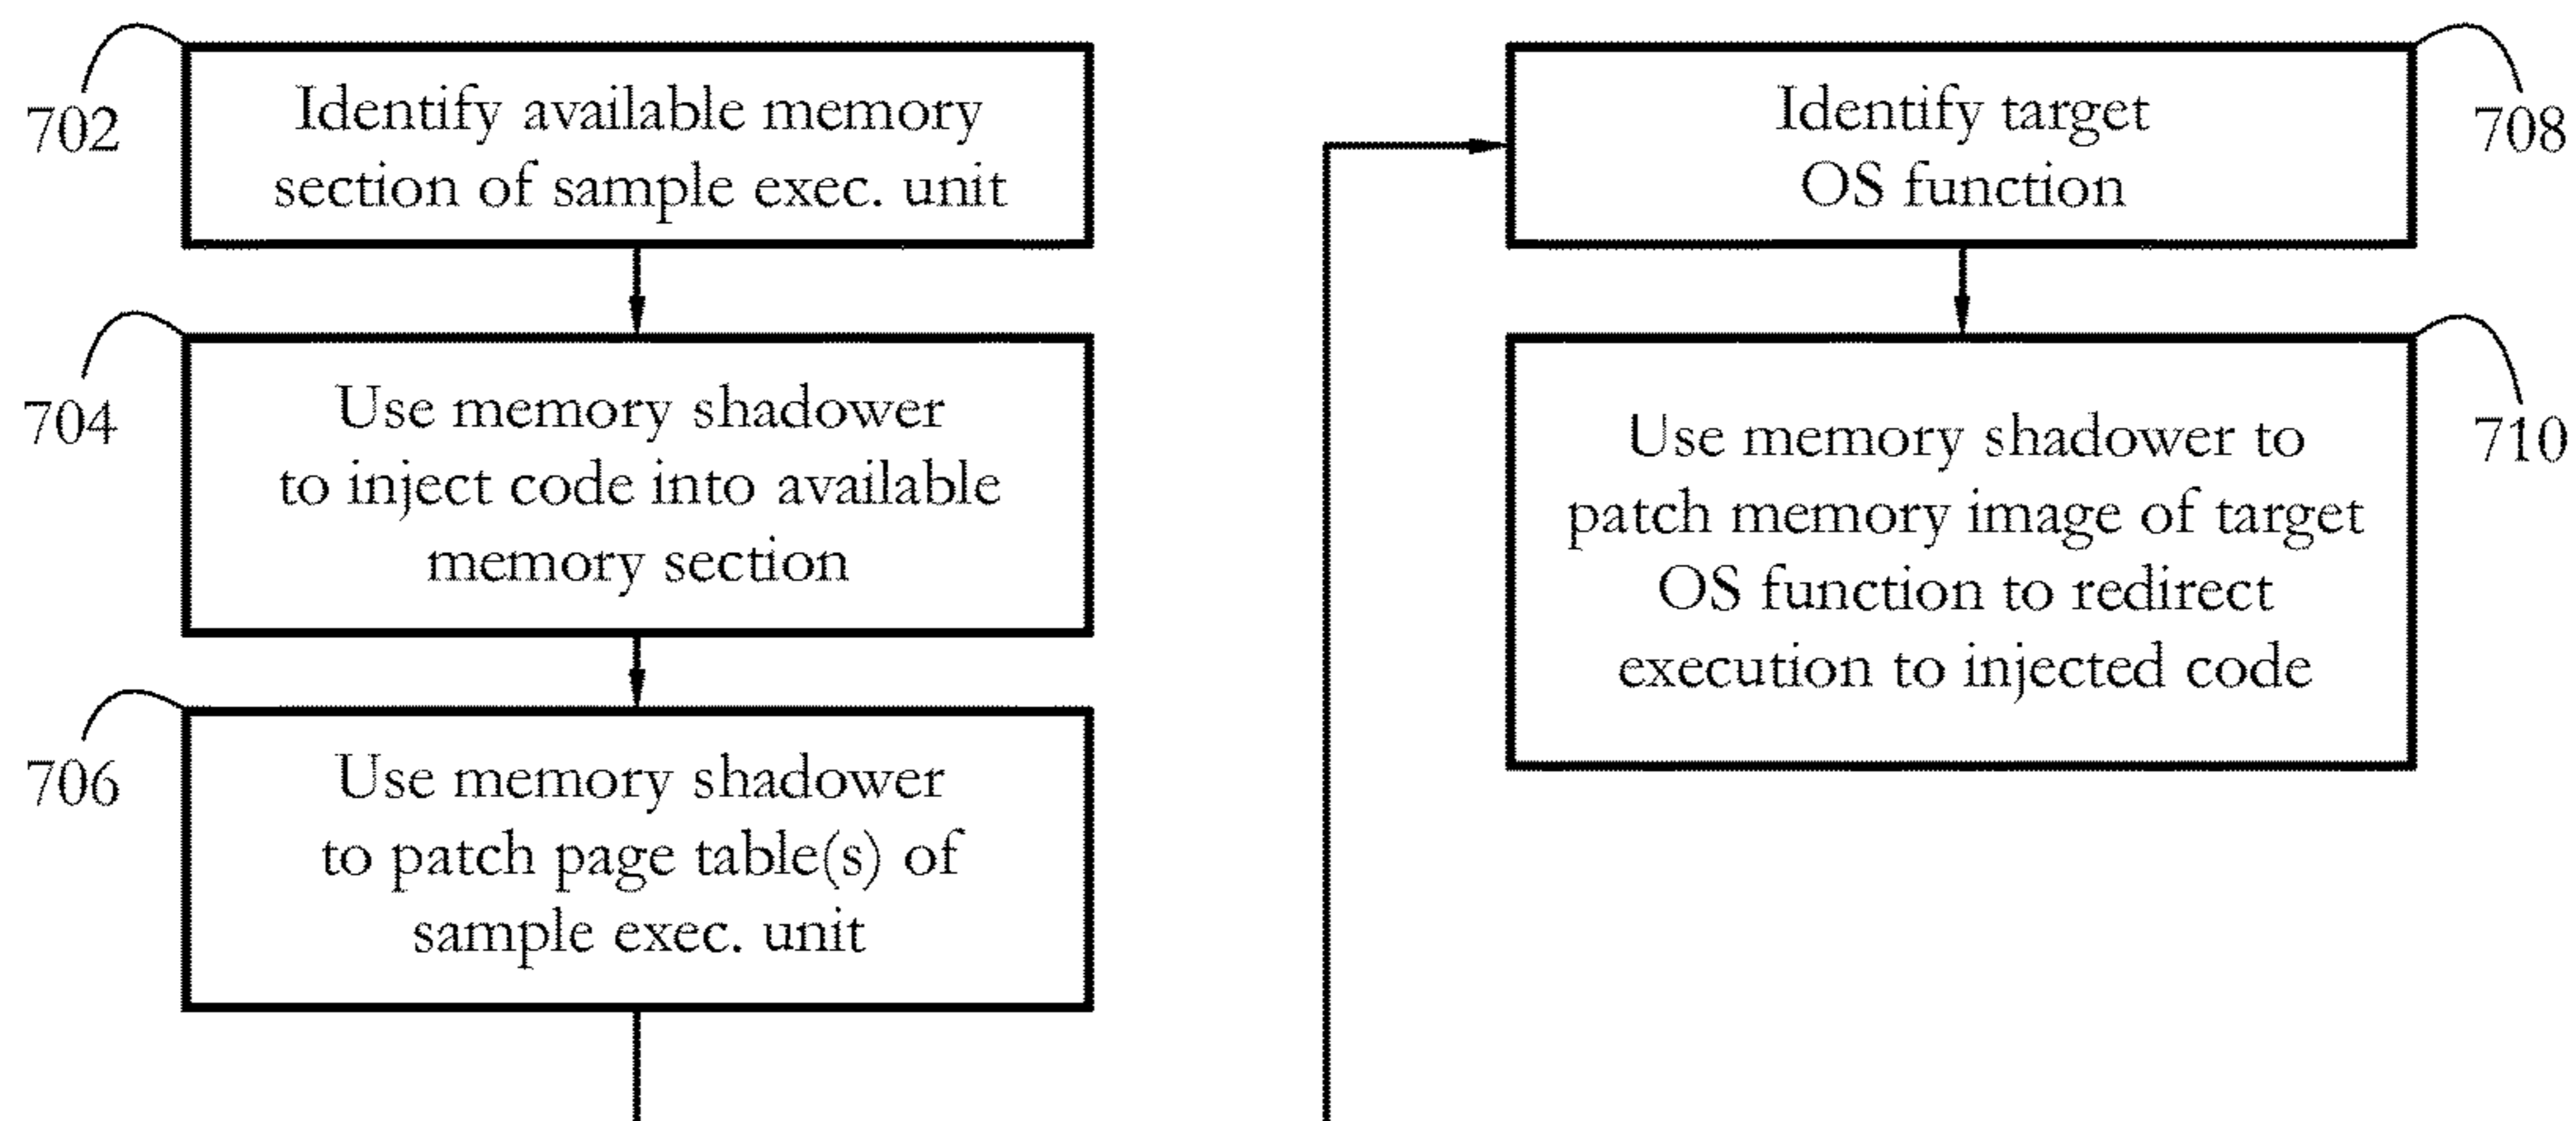 702
Identify available memory
section of sample exec. unit
704
Use memory shadower
to inject code into available
memory section
706
Use memory shadower
to patch page table(s) of
sample exec. unit
708
Identify target
OS function
710
Use memory shadower to
patch memory image of target
OS function to redirect
execution to injected code